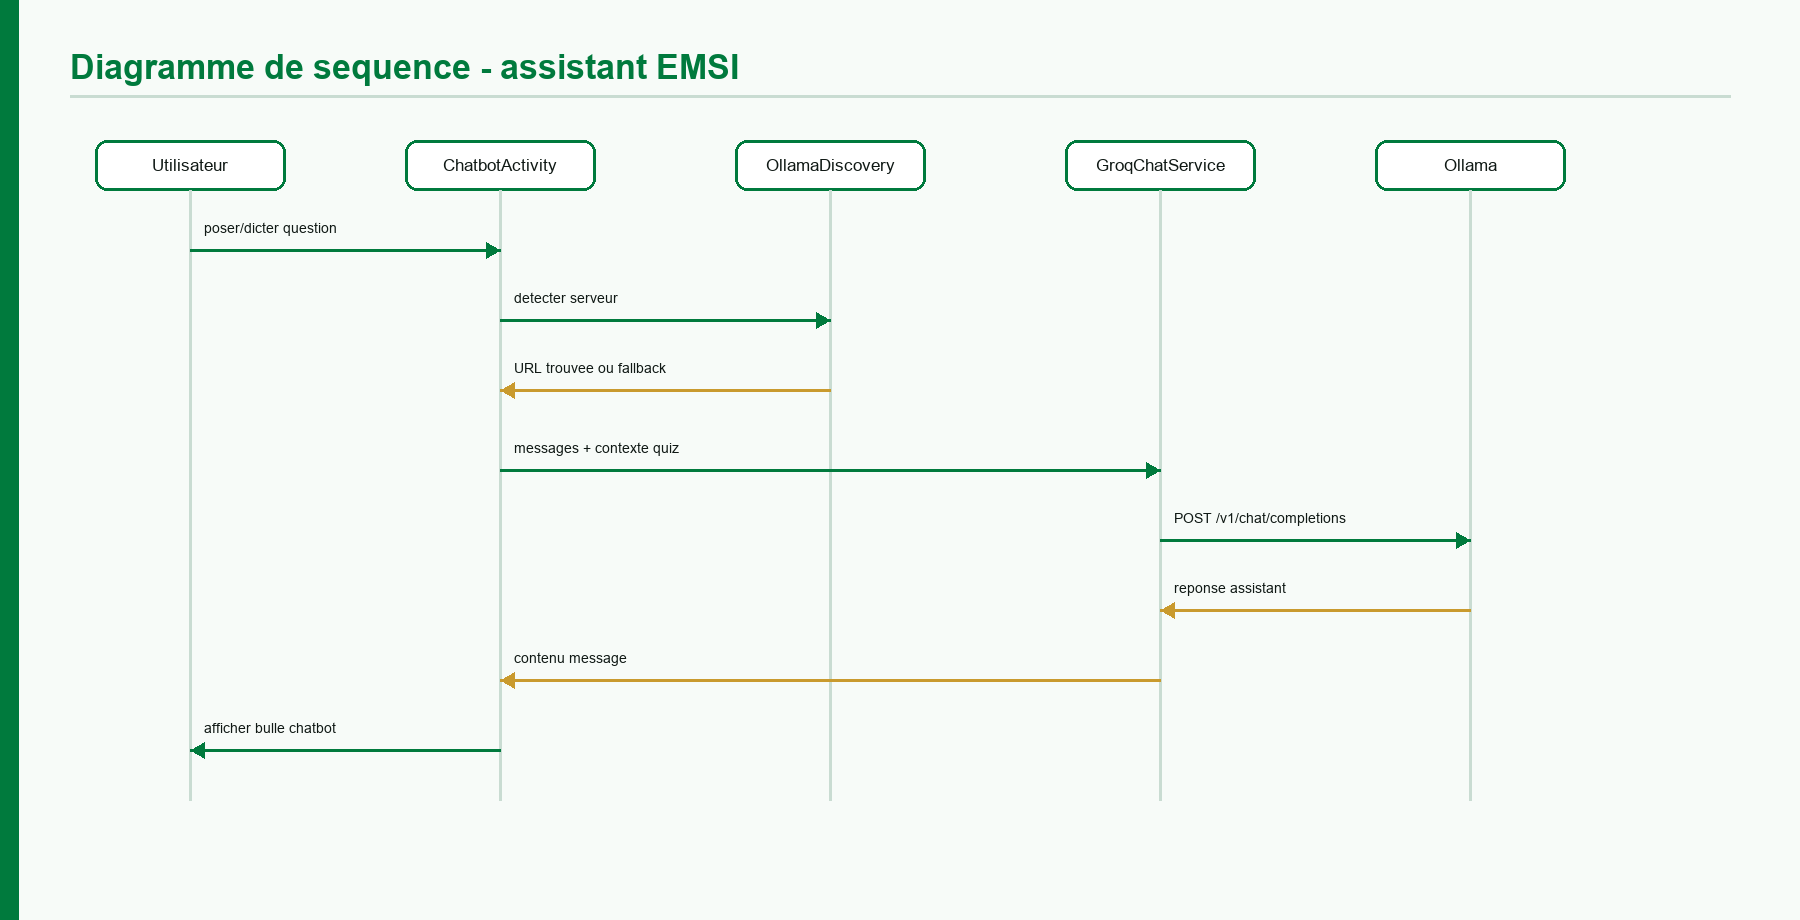 Diagramme de sequence - assistant EMSI
Utilisateur
ChatbotActivity
OllamaDiscovery
GroqChatService
Ollama
poser/dicter question
detecter serveur
URL trouvee ou fallback
messages + contexte quiz
POST /v1/chat/completions
reponse assistant
contenu message
afficher bulle chatbot